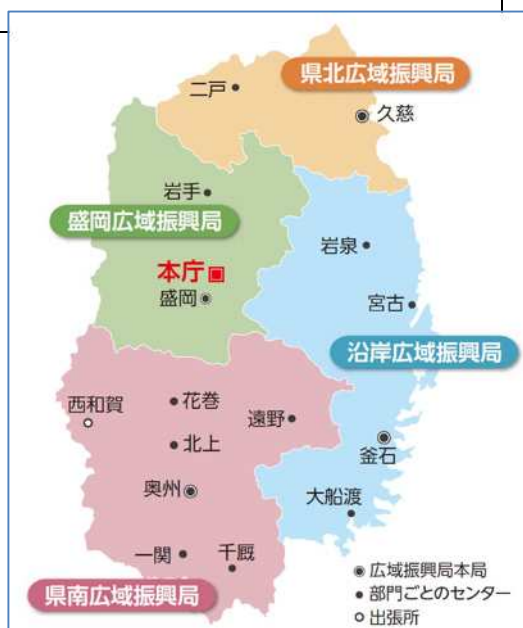 県北広域振興局
二戸
久慈
岩手
盛岡広域振興局
岩泉
本庁
盛岡
宮古
沿岸広域振興局
花巻
西和賀
遠野
北上
釜石
奥州
大船渡
一関
千厩
県南広域振興局
◉ 広域振興局本局
● 部門ごとのセンター
○ 出張所